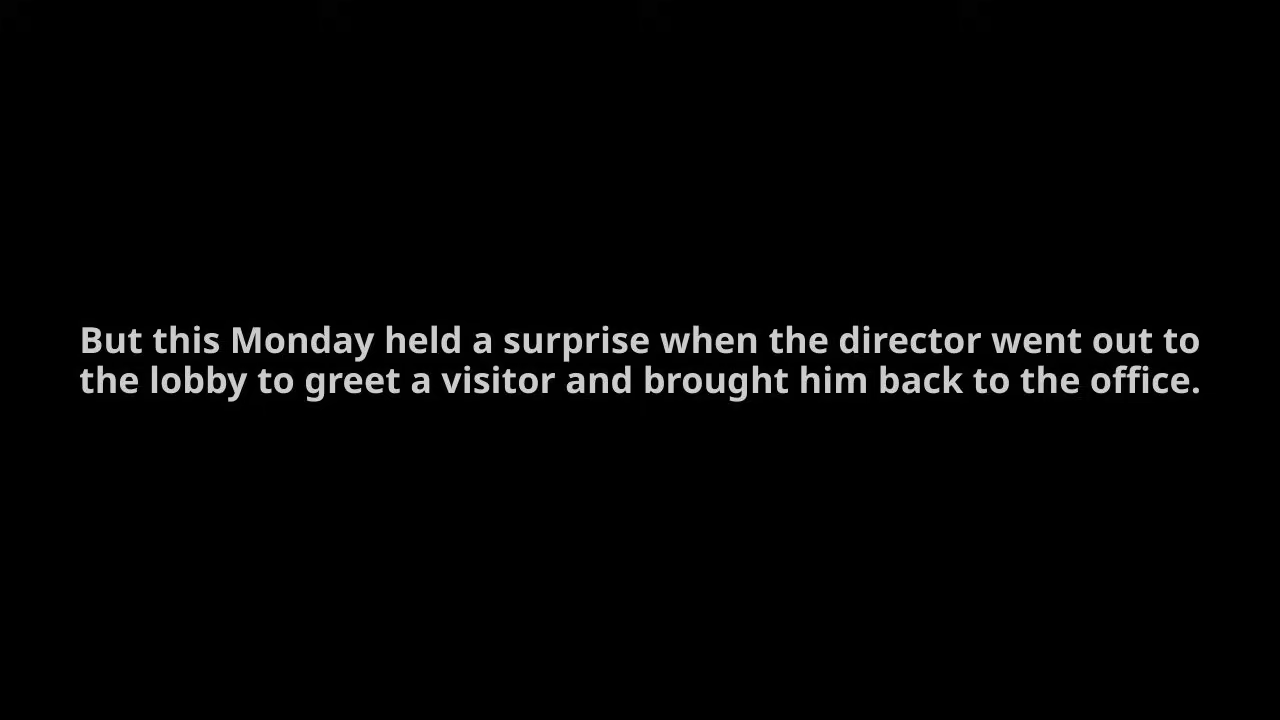 But this Monday held a surprise when the director went out to
the lobby to greet a visitor and brought him back to the office.